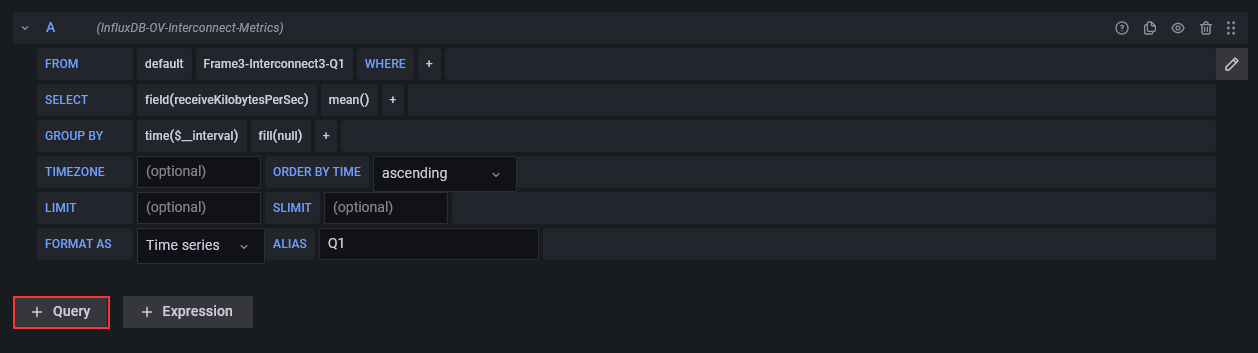 A (InfluxDB-OV-Interconnect-Metrics)
FROM default Frame3-Interconnect3-Q1 WHERE +
SELECT field(receiveKilobytesPerSec) mean() +
GROUP BY time($__interval) fill(null) +
TIMEZONE (optional) ORDER BY TIME ascending
LIMIT (optional) SLIMIT (optional)
FORMAT AS Time series ALIAS Q1
+ Query + Expression